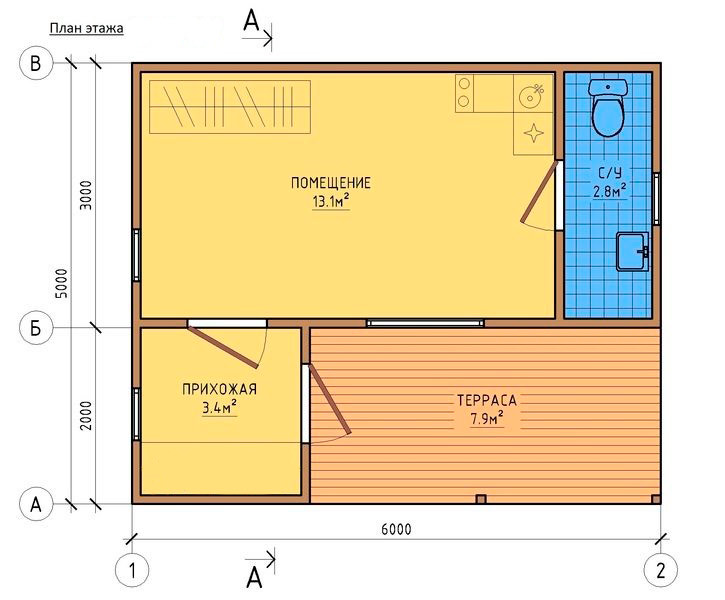 План этажа
А
В
3000
ПОМЕЩЕНИЕ
13.1м²
С/У
2.8м²
5000
Б
ПРИХОЖАЯ
3.4м²
ТЕРРАСА
7.9м²
2000
А
6000
1
А
2